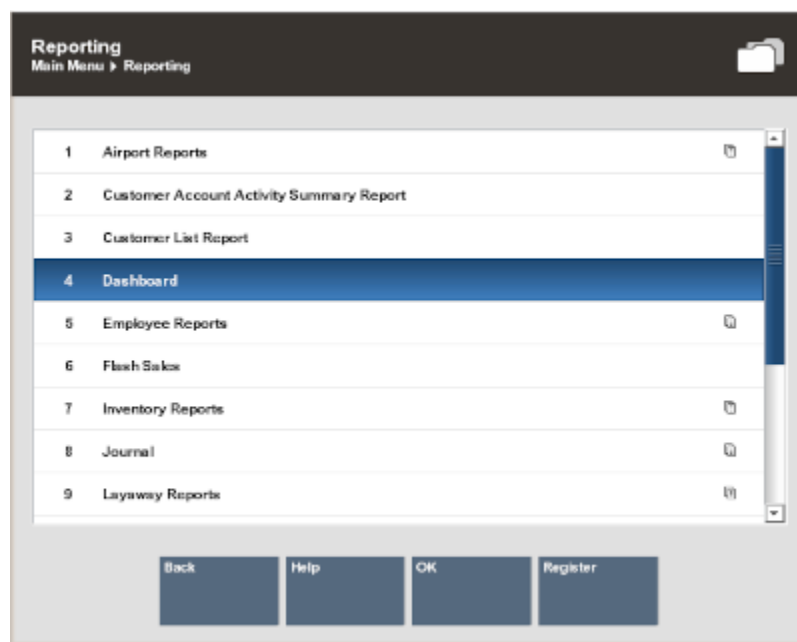 Reporting
Main Menu ▸ Reporting
1 Airport Reports
2 Customer Account Activity Summary Report
3 Customer List Report
4 Dashboard
5 Employee Reports
6 Flash Sales
7 Inventory Reports
8 Journal
9 Layaway Reports
Back Help OK Register